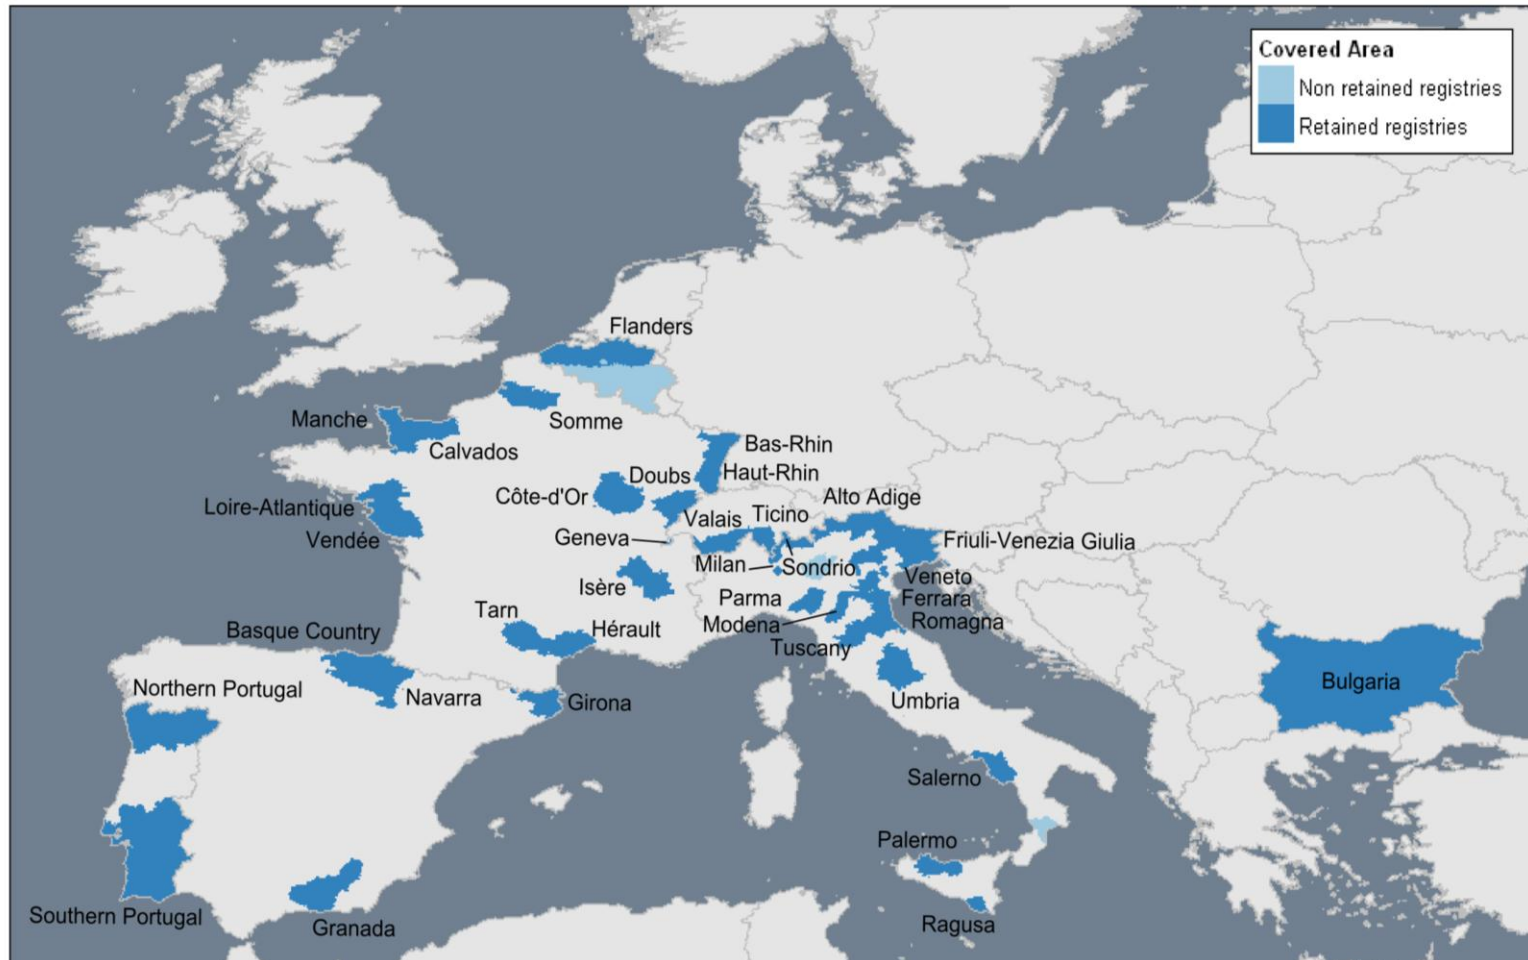 Covered Area
Non retained registries
Retained registries
Flanders
Manche
Somme
Calvados
Bas-Rhin
Doubs
Haut-Rhin
Côte-d'Or
Alto Adige
Loire-Atlantique
Valais
Ticino
Vendée
Geneva
Friuli-Venezia Giulia
Milan
Sondrio
Isère
Veneto
Parma
Ferrara
Tarn
Modena
Romagna
Basque Country
Hérault
Tuscany
Northern Portugal
Navarra
Girona
Umbria
Bulgaria
Salerno
Palermo
Southern Portugal
Granada
Ragusa